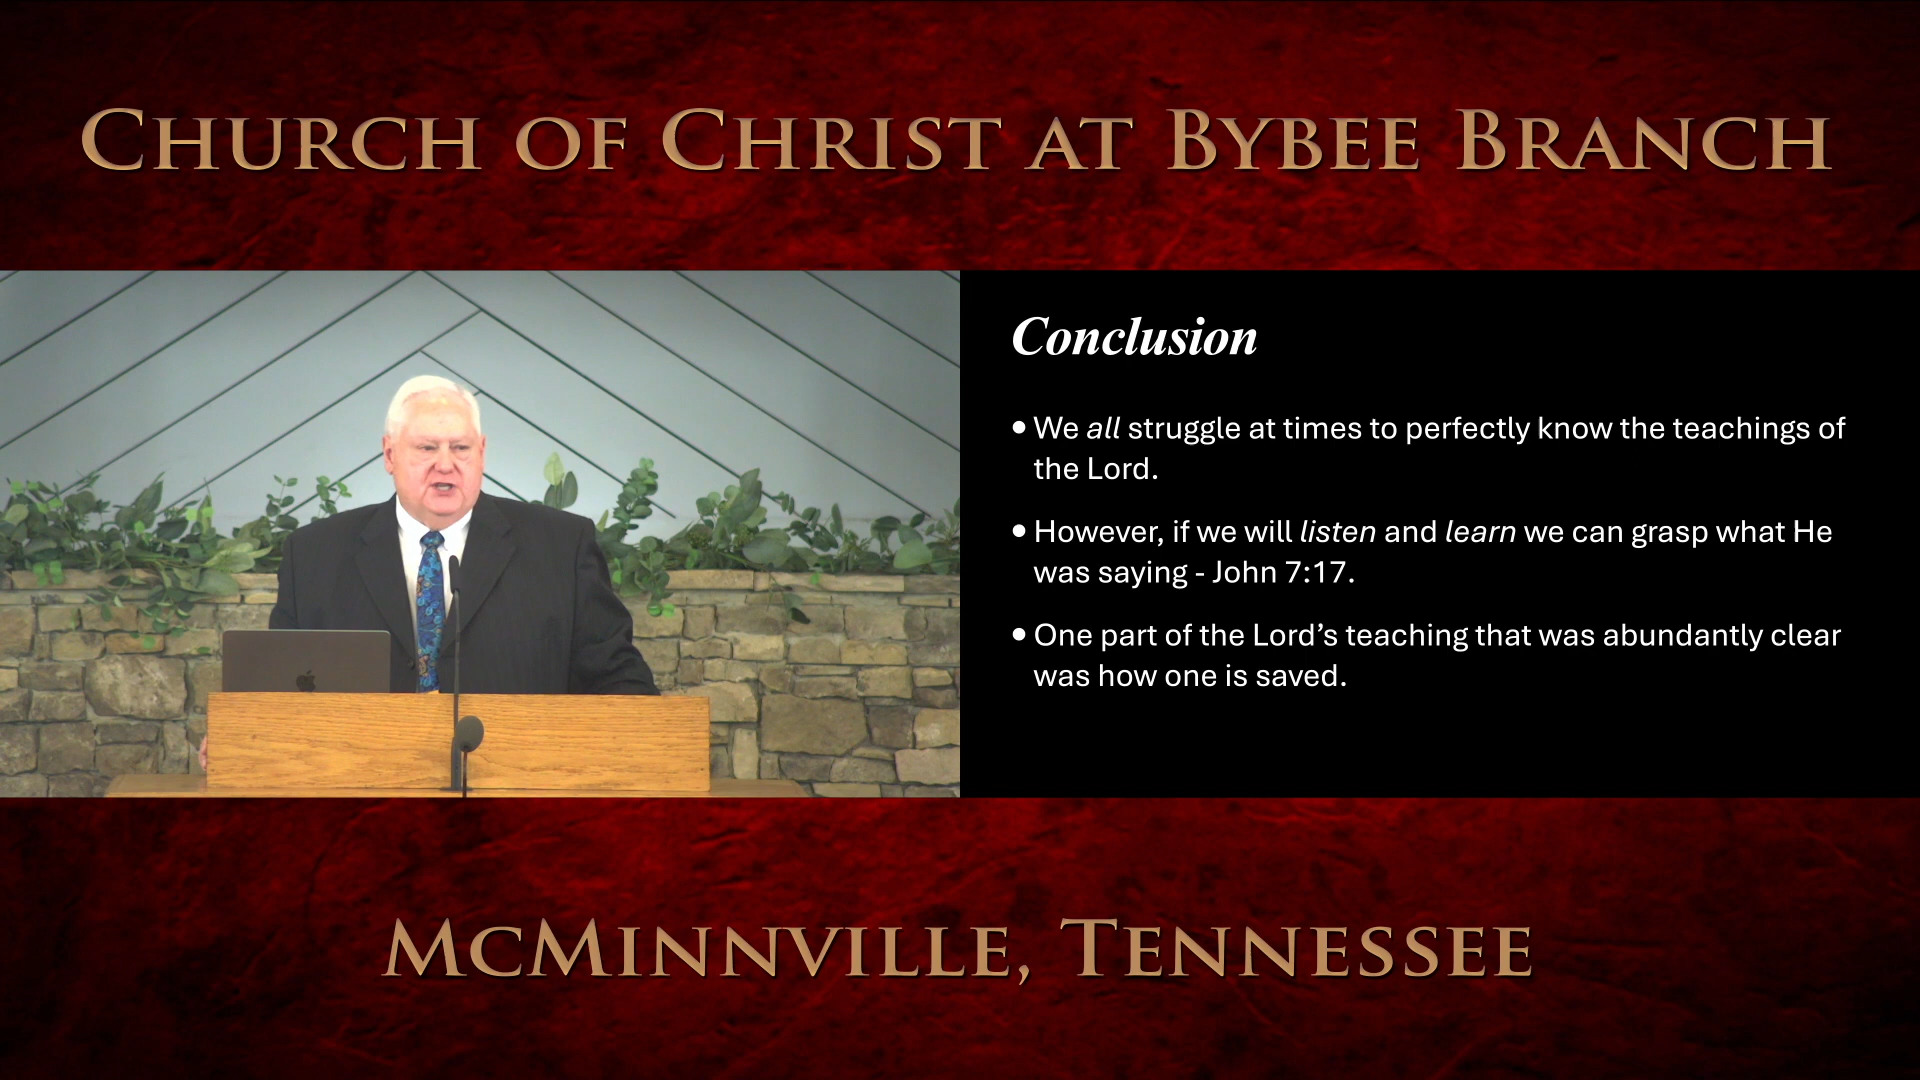 CHURCH OF CHRIST AT BYBEE BRANCH
Conclusion
• We all struggle at times to perfectly know the teachings of
the Lord.
• However, if we will listen and learn we can grasp what He
was saying - John 7:17.
• One part of the Lord’s teaching that was abundantly clear
was how one is saved.
MCMINNVILLE, TENNESSEE